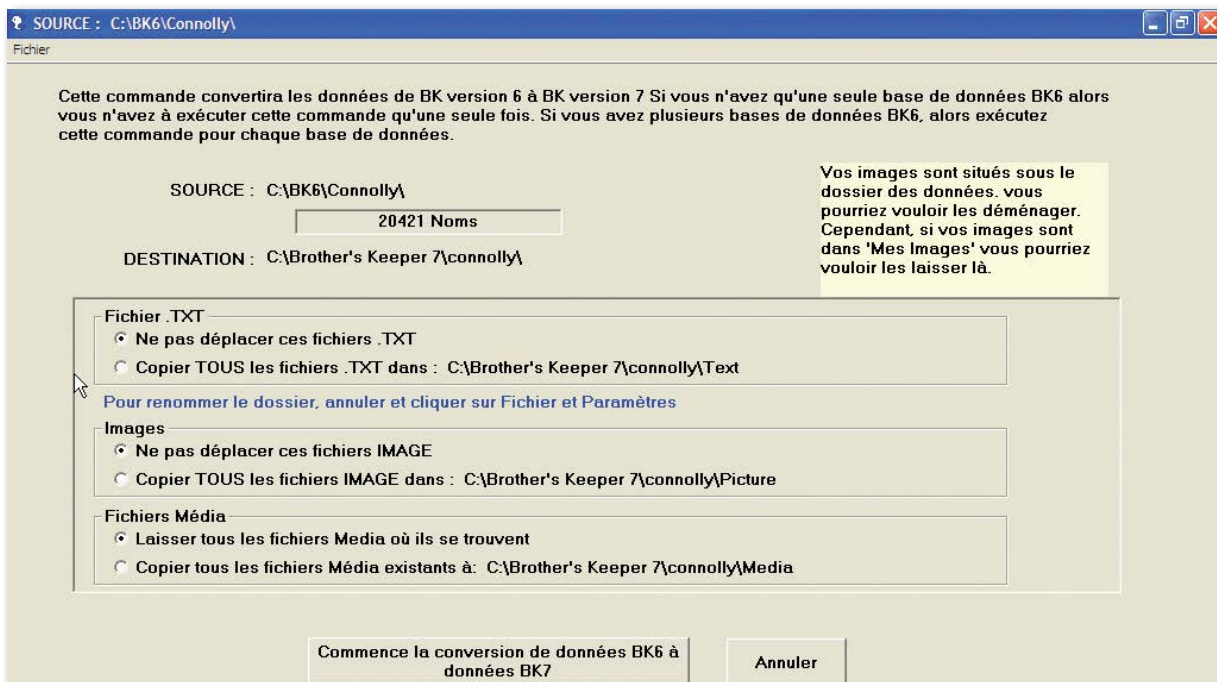 SOURCE : C:\BK6\Connolly\
Fichier
Cette commande convertira les données de BK version 6 à BK version 7 Si vous n'avez qu'une seule base de données BK6 alors
vous n'avez à exécuter cette commande qu'une seule fois. Si vous avez plusieurs bases de données BK6, alors exécutez
cette commande pour chaque base de données.
SOURCE : C:\BK6\Connolly\
20421 Noms
DESTINATION : C:\Brother's Keeper 7\connolly\
Vos images sont situés sous le
dossier des données. vous
pourriez vouloir les déménager.
Cependant, si vos images sont
dans 'Mes Images' vous pourriez
vouloir les laisser là.
Fichier .TXT
Ne pas déplacer ces fichiers .TXT
Copier TOUS les fichiers .TXT dans : C:\Brother's Keeper 7\connolly\Text
Pour renommer le dossier, annuler et cliquer sur Fichier et Paramètres
Images
Ne pas déplacer ces fichiers IMAGE
Copier TOUS les fichiers IMAGE dans : C:\Brother's Keeper 7\connolly\Picture
Fichiers Média
Laisser tous les fichiers Media où ils se trouvent
Copier tous les fichiers Média existants à: C:\Brother's Keeper 7\connolly\Media
Commence la conversion de données BK6 à
données BK7
Annuler